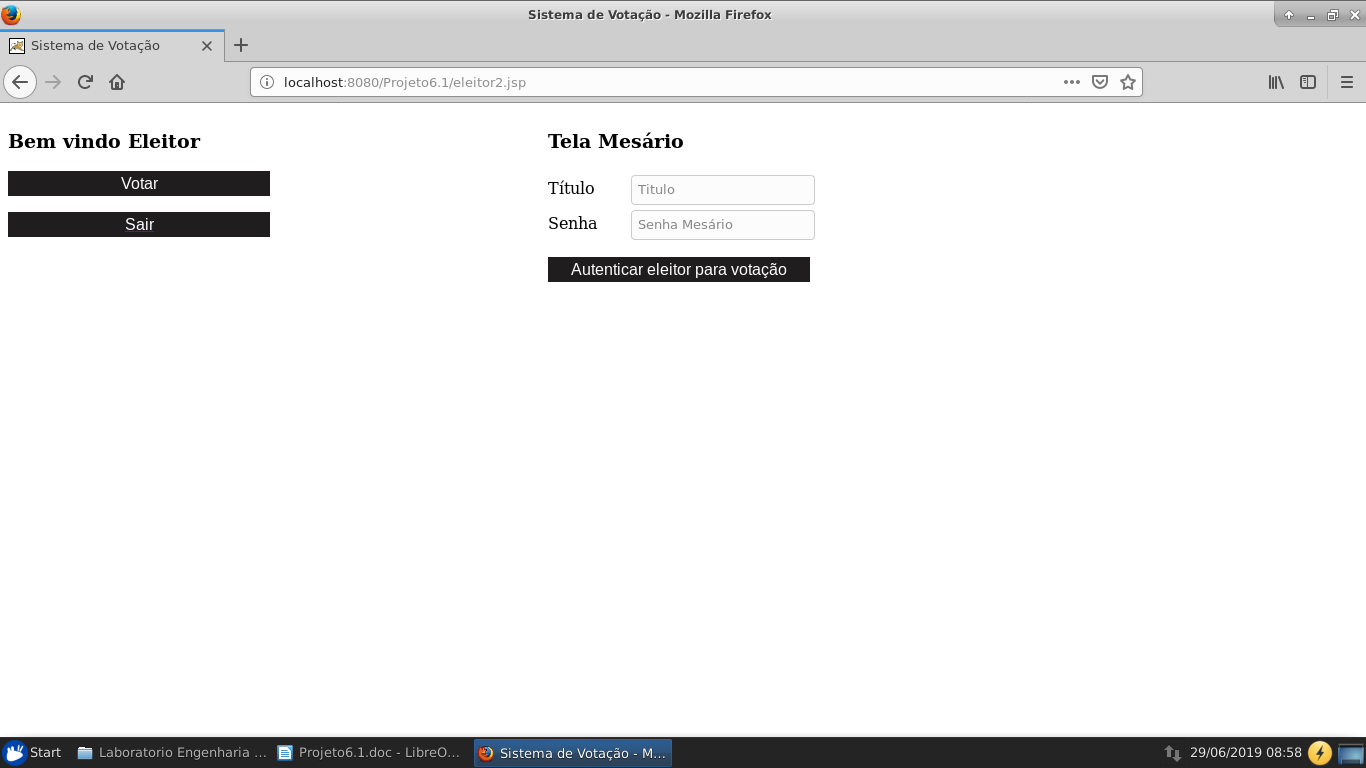 Sistema de Votação - Mozilla Firefox
Sistema de Votação
localhost:8080/Projeto6.1/eleitor2.jsp
Bem vindo Eleitor
Votar
Sair
Tela Mesário
Título
Titulo
Senha
Senha Mesário
Autenticar eleitor para votação
Start
Laboratorio Engenharia ...
Projeto6.1.doc - LibreO...
Sistema de Votação - M...
29/06/2019 08:58